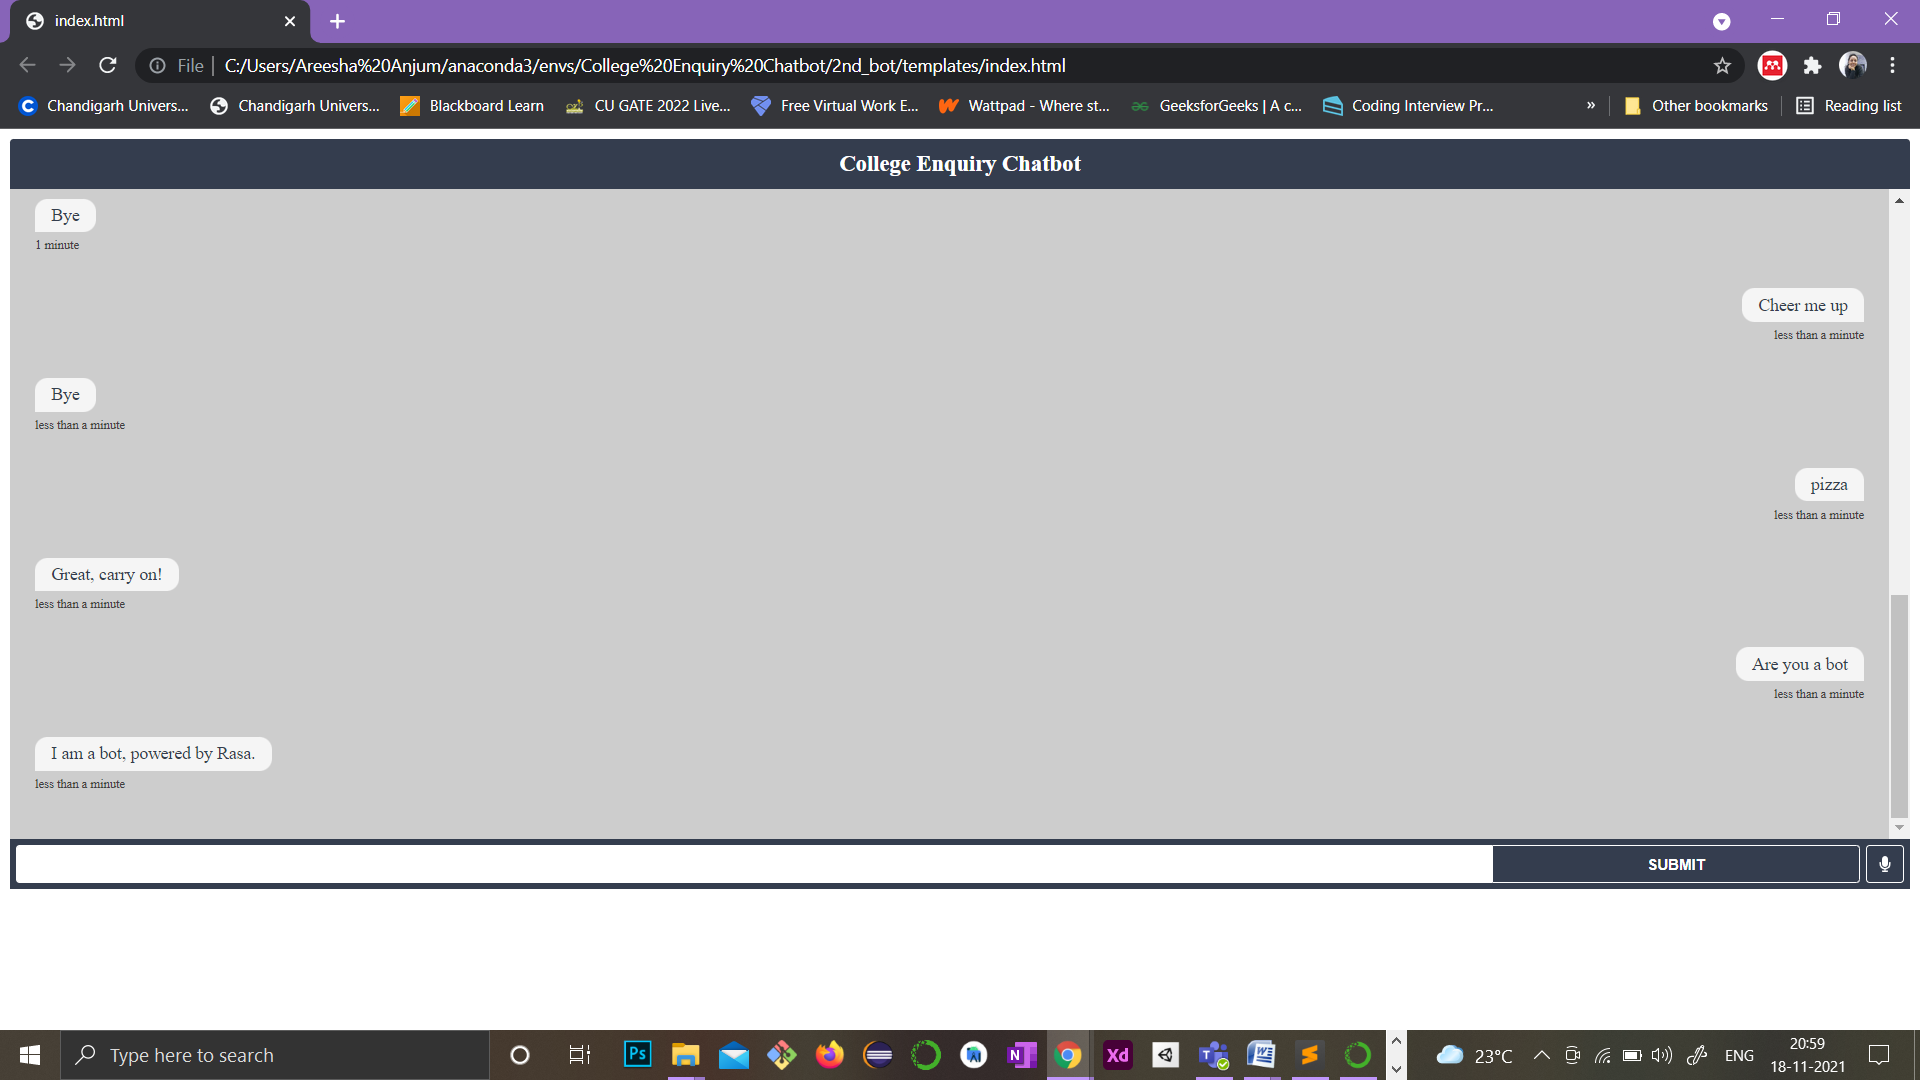 index.html
File
C:/Users/Areesha%20Anjum/anaconda3/envs/College%20Enquiry%20Chatbot/2nd_bot/templates/index.html
Chandigarh Univers...
Chandigarh Univers...
Blackboard Learn
CU GATE 2022 Live...
Free Virtual Work E...
Wattpad - Where st...
GeeksforGeeks | A c...
Coding Interview Pr...
»
Other bookmarks
Reading list
College Enquiry Chatbot
Bye
1 minute
Cheer me up
less than a minute
Bye
less than a minute
pizza
less than a minute
Great, carry on!
less than a minute
Are you a bot
less than a minute
I am a bot, powered by Rasa.
less than a minute
SUBMIT
Type here to search
Ps
N
Xd
23°C
ENG
20:59
18-11-2021